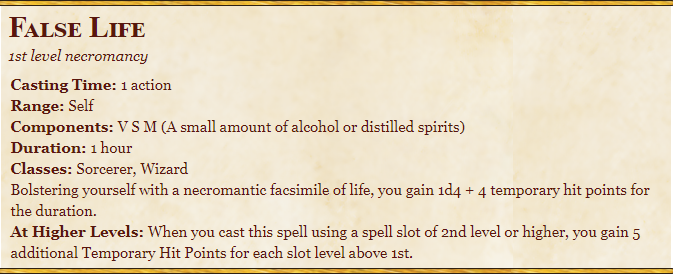 False Life
1st level necromancy
Casting Time: 1 action
Range: Self
Components: V S M (A small amount of alcohol or distilled spirits)
Duration: 1 hour
Classes: Sorcerer, Wizard
Bolstering yourself with a necromantic facsimile of life, you gain 1d4 + 4 temporary hit points for
the duration.
At Higher Levels: When you cast this spell using a spell slot of 2nd level or higher, you gain 5
additional Temporary Hit Points for each slot level above 1st.